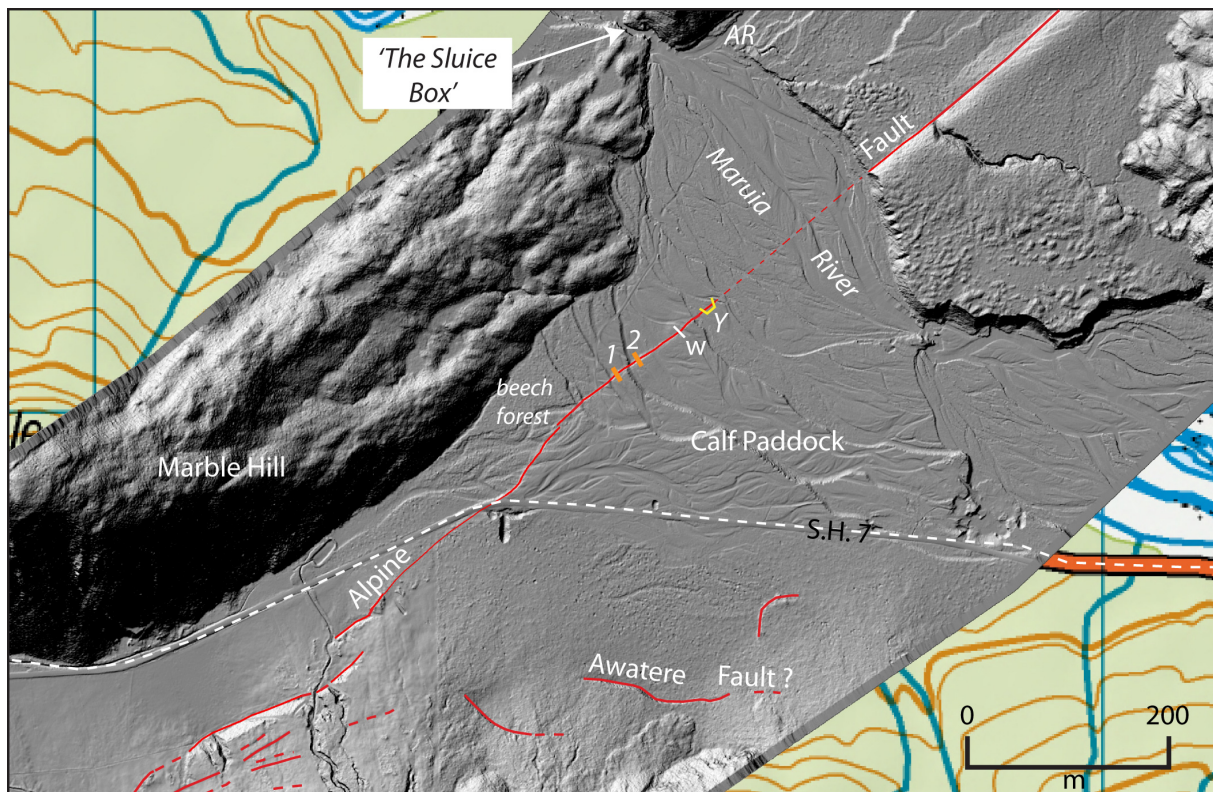 'The Sluice
Box'
AR
Fault
Maruia
River
Y
w
2
1
beech
forest
Calf Paddock
le
Marble Hill
S.H. 7
Alpine
Awatere Fault ?
0 200
m